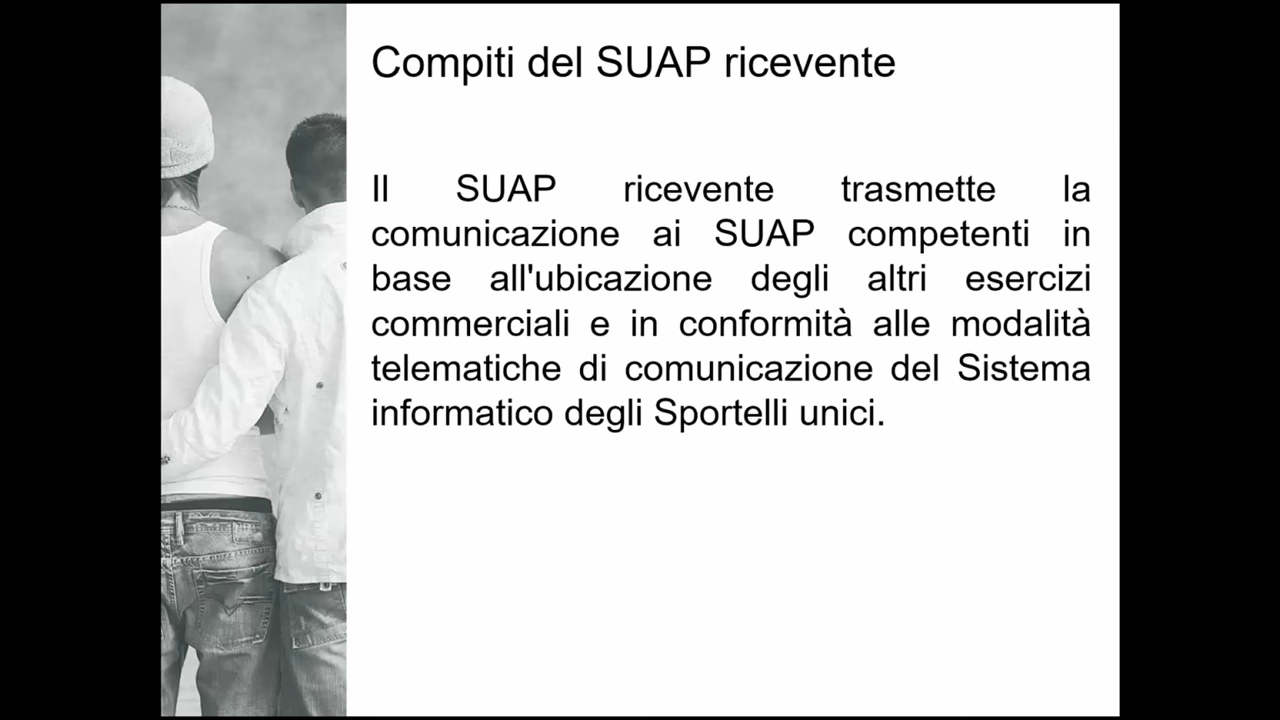 Compiti del SUAP ricevente
Il SUAP ricevente trasmette la
comunicazione ai SUAP competenti in
base all'ubicazione degli altri esercizi
commerciali e in conformità alle modalità
telematiche di comunicazione del Sistema
informatico degli Sportelli unici.